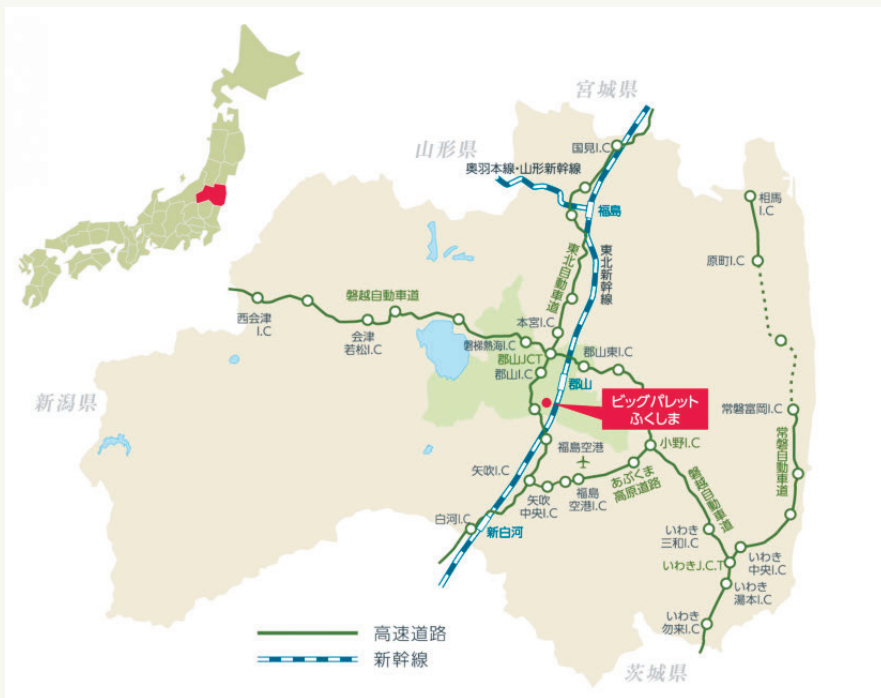 宮城県
山形県
国見I.C
奥羽本線・山形新幹線
福島
相馬
I.C
東北自動車道
東北新幹線
原町I.C
磐越自動車道
西会津
I.C
会津
若松I.C
本宮I.C
磐梯熱海I.C
郡山JCT
郡山I.C
郡山東I.C
郡山
ビッグパレット
ふくしま
新潟県
常磐富岡I.C
福島空港
小野I.C
矢吹I.C
あぶくま
高原道路
磐越自動車道
常磐自動車道
矢吹
中央I.C
福島
空港I.C
白河I.C
新白河
いわき
三和I.C
いわきJ.C.T
いわき
中央I.C
いわき
湯本I.C
いわき
勿来I.C
高速道路
新幹線
茨城県